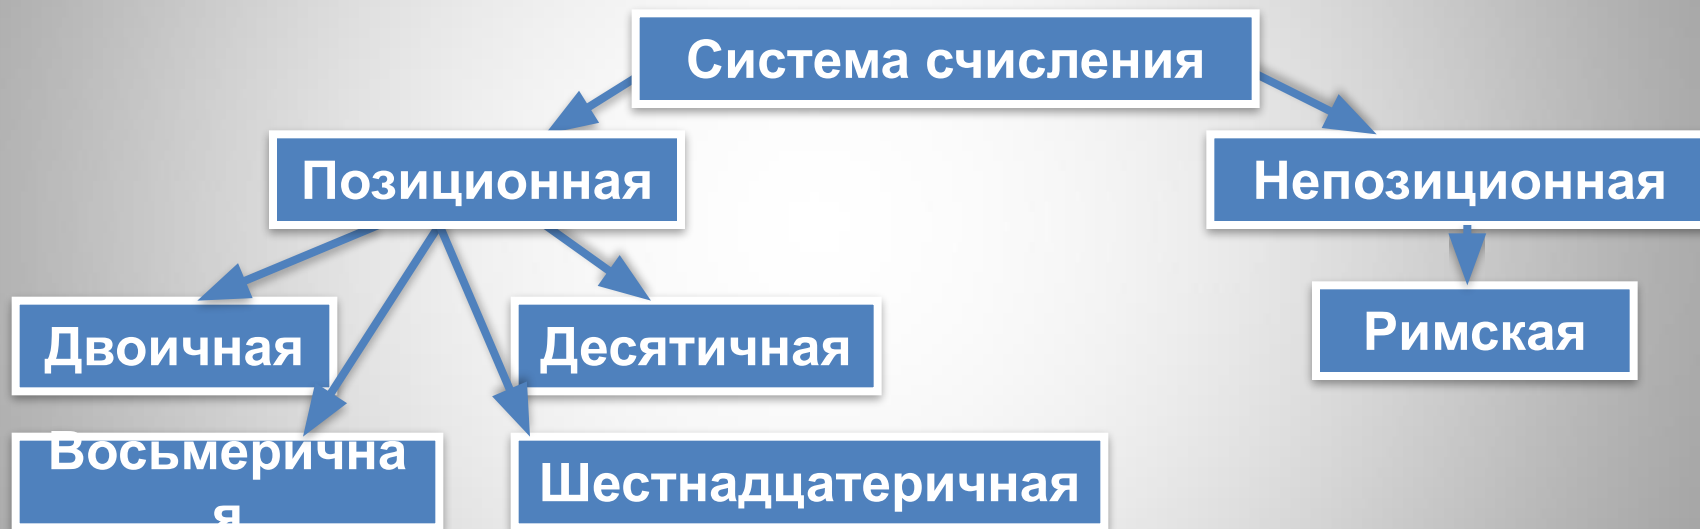 Система счисления
Позиционная
Непозиционная
Двоичная
Десятичная
Римская
Восьмерична
я
Шестнадцатеричная